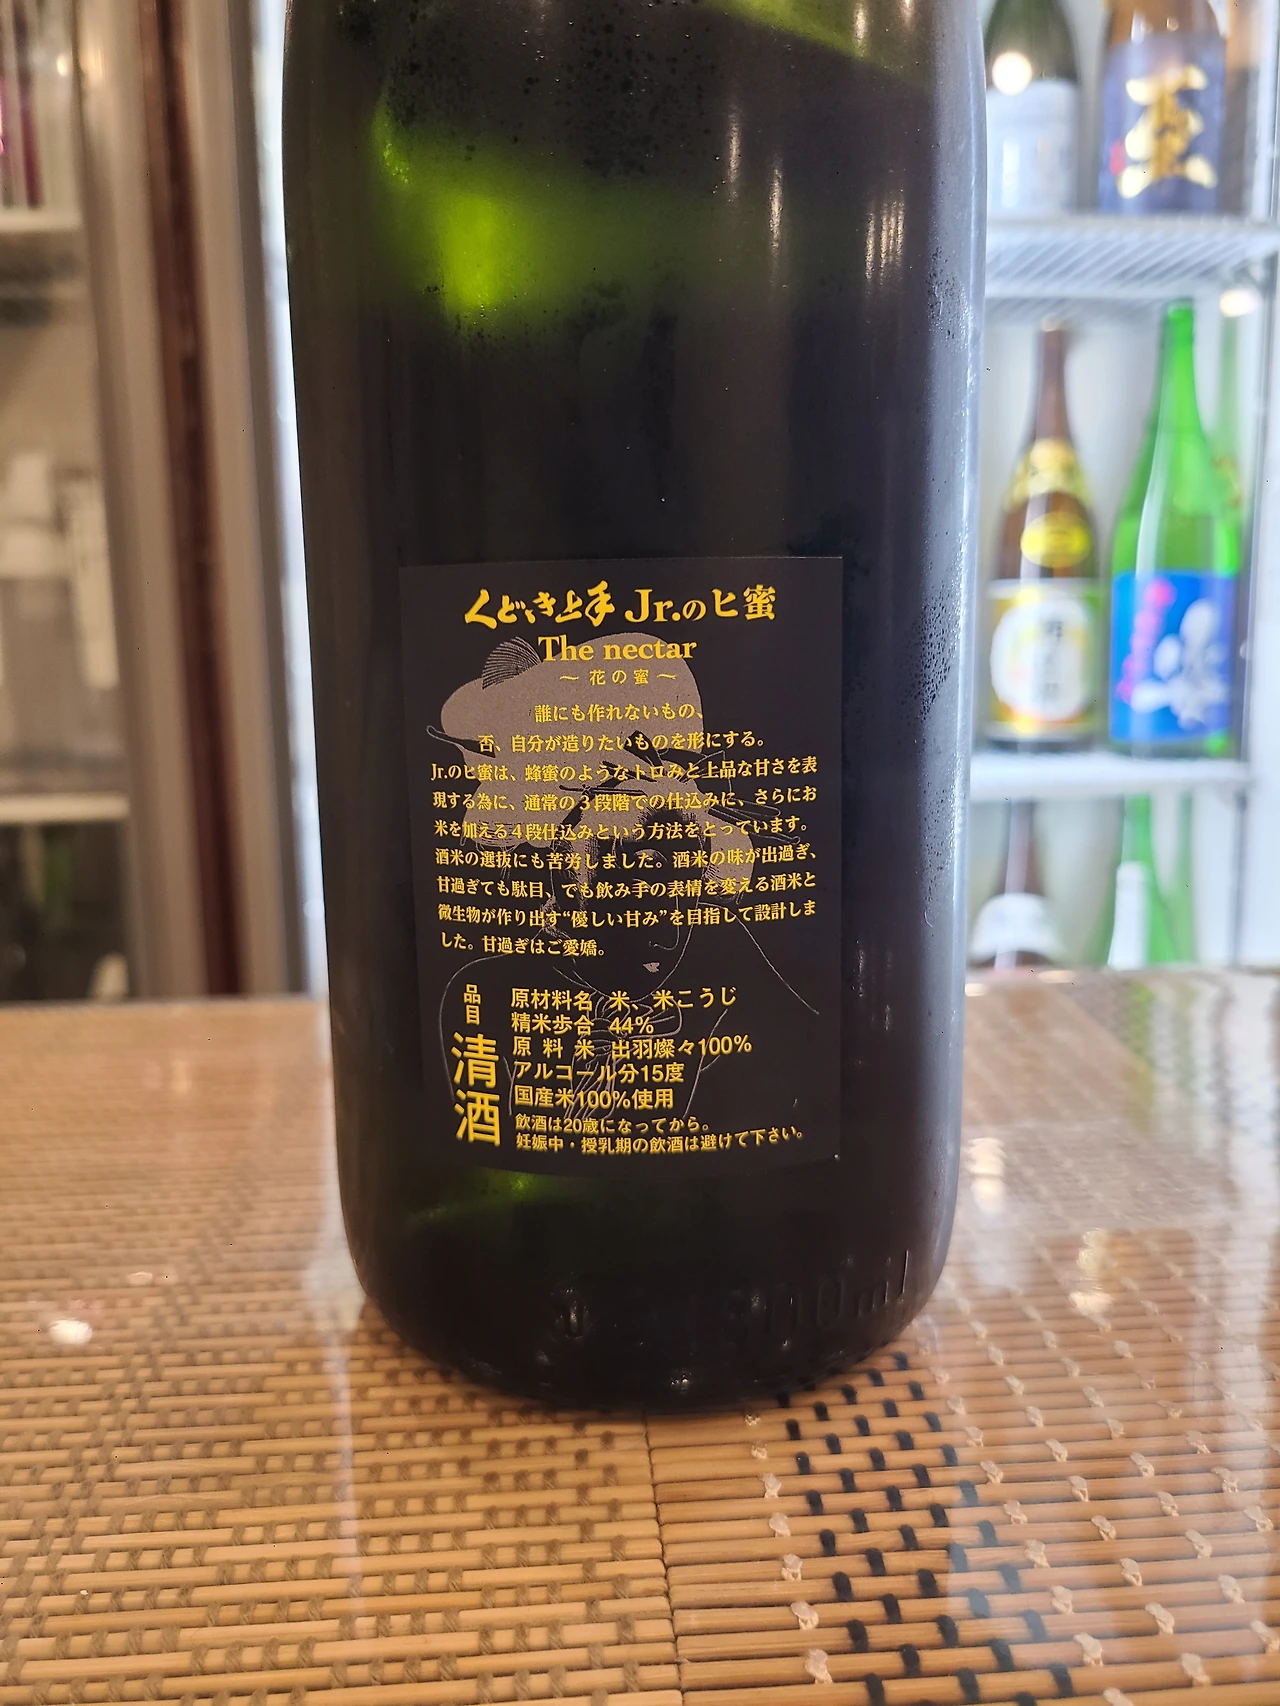 くどき上手 Jr.のヒ蜜
The nectar
～ 花の蜜 ～
誰にも作れないもの、
否、自分が造りたいものを形にする。
Jr.のヒ蜜は、蜂蜜のようなトロみと上品な甘さを表
現する為に、通常の3段階での仕込みに、さらにお
米を加える4段仕込みという方法をとっています。
酒米の選抜にも苦労しました。酒米の味が出過ぎ、
甘過ぎても駄目、でも飲み手の表情を変える酒米と
微生物が作り出す“優しい甘み”を目指して設計しま
した。甘過ぎはご愛嬌。
品目
清酒
原材料名 米、米こうじ
精米歩合 44%
原料米 出羽燦々100%
アルコール分15度
国産米100%使用
飲酒は20歳になってから。
妊娠中・授乳期の飲酒は避けて下さい。